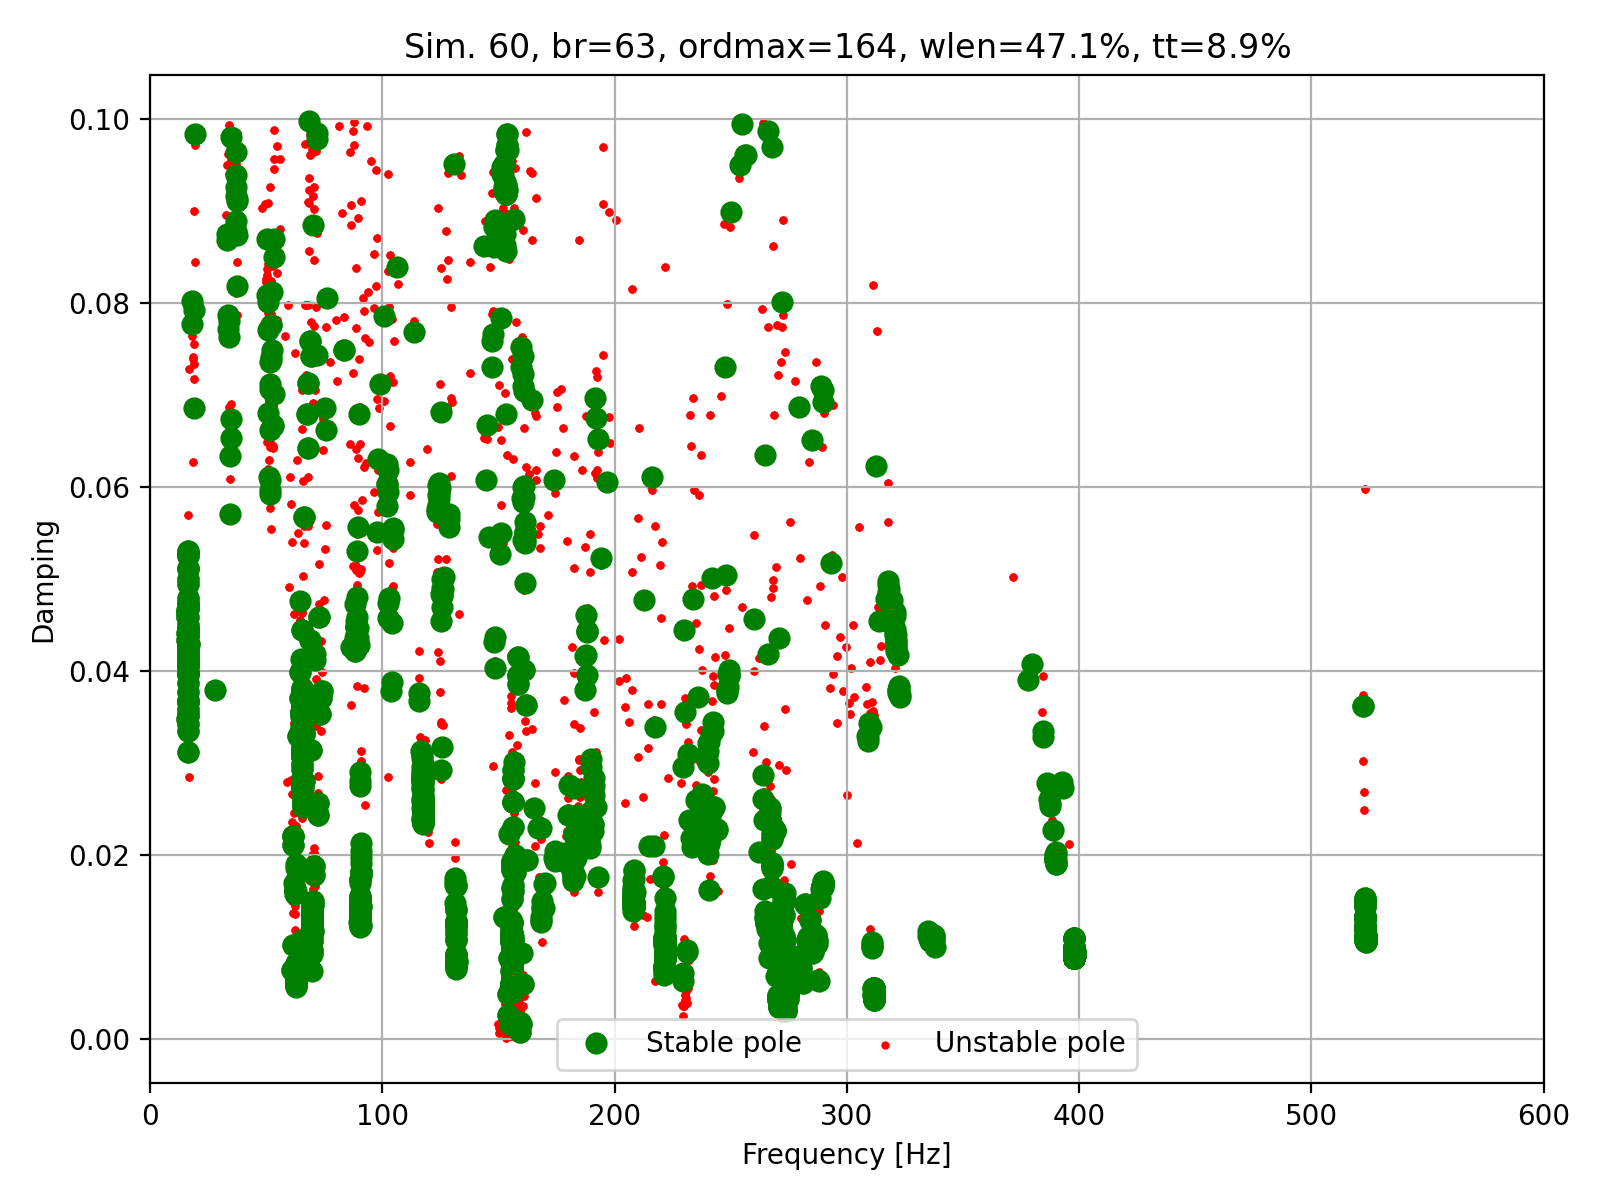 Sim. 60, br=63, ordmax=164, wlen=47.1%, tt=8.9%
0.10
0.08
0.06
0.04
0.02
0.00
Damping
Stable pole
Unstable pole
0
100
200
300
400
500
600
Frequency [Hz]